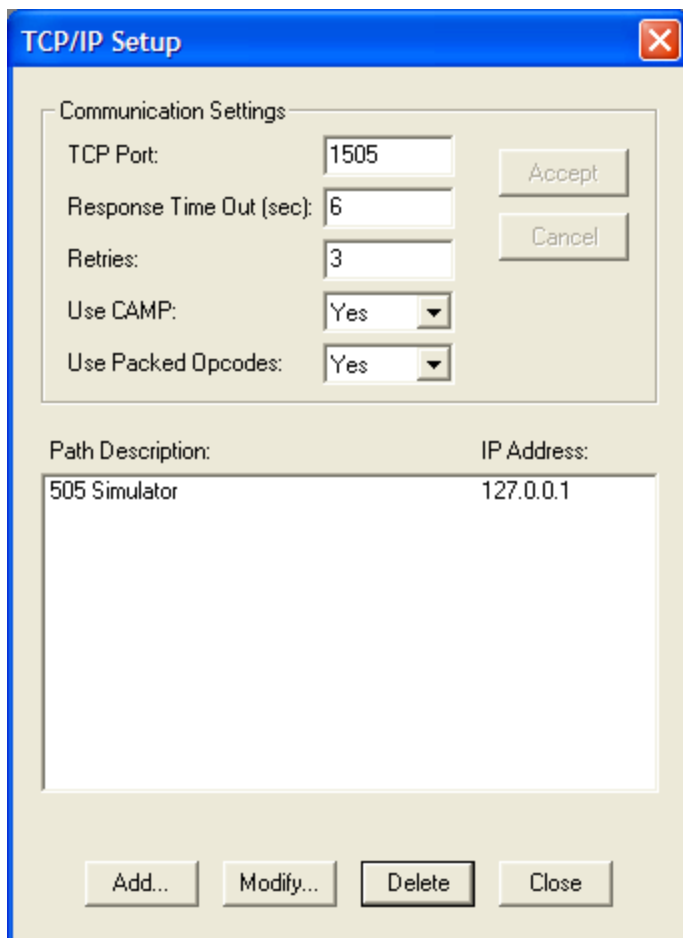 TCP/IP Setup
Communication Settings
TCP Port: 1505 Accept
Response Time Out (sec): 6
Cancel
Retries: 3
Use CAMP: Yes
Use Packed Opcodes: Yes
Path Description: IP Address:
505 Simulator 127.0.0.1
Add... Modify... Delete Close